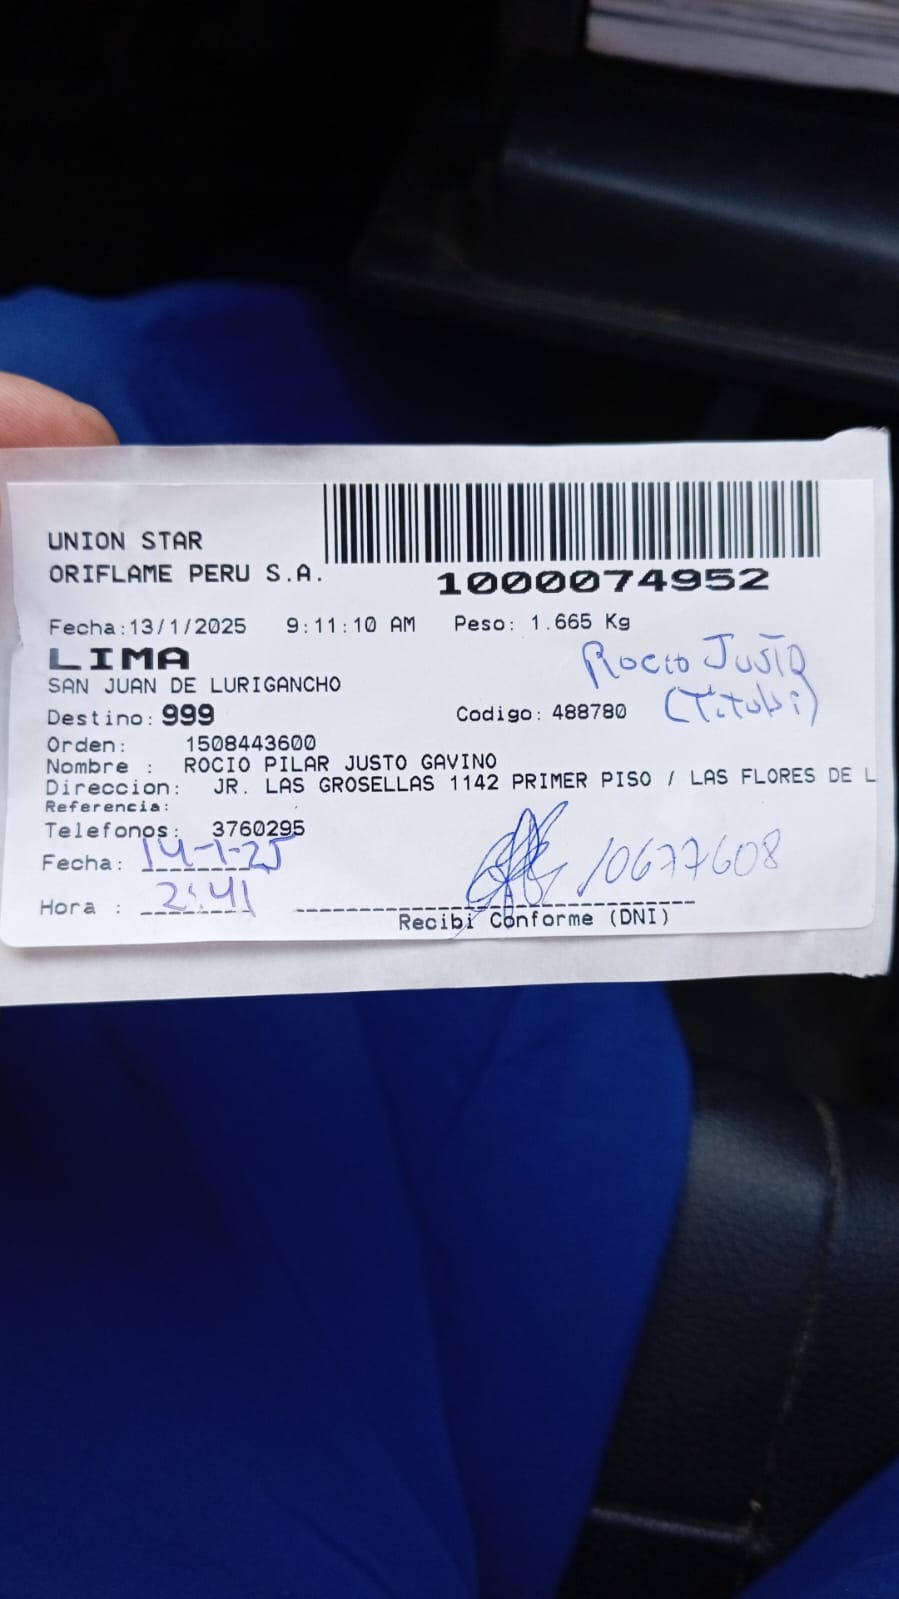 UNION STAR
ORIFLAME PERU S.A.
1000074952
Fecha:13/1/2025 9:11:10 AM Peso: 1.665 Kg
LIMA
Rocio Justo
SAN JUAN DE LURIGANCHO
(Titular)
Destino: 999 Codigo: 488780
Orden: 1508443600
Nombre : ROCIO PILAR JUSTO GAVINO
Direccion: JR. LAS GROSELLAS 1142 PRIMER PISO / LAS FLORES DE L
Referencia:
Telefonos: 3760295
Fecha: 14-1-25
10677608
Hora : 2:41
Recibi Conforme (DNI)